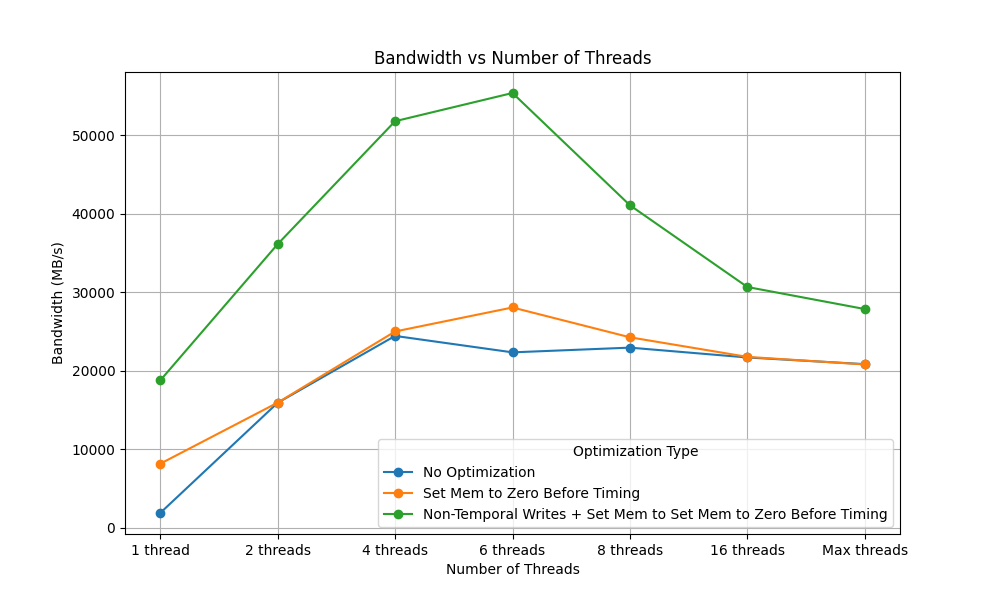 Bandwidth vs Number of Threads
Bandwidth (MB/s)
50000
40000
30000
20000
10000
0
1 thread 2 threads 4 threads 6 threads 8 threads 16 threads Max threads
Number of Threads
Optimization Type
No Optimization
Set Mem to Zero Before Timing
Non-Temporal Writes + Set Mem to Set Mem to Zero Before Timing